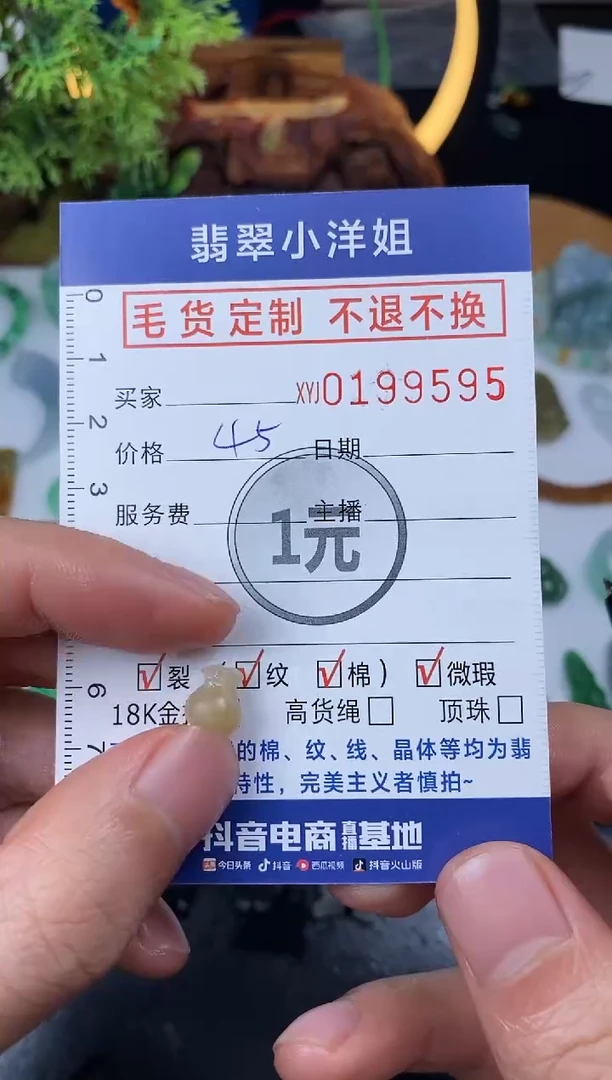 翡翠小洋姐
毛货定制 不退不换
买家 XYJ0199595
价格 45 日期
服务费 主播
1元
裂 ( 纹 棉 ) 微瑕
18K金 高货绳 顶珠
的棉、纹、线、晶体等均为翡
特性，完美主义者慎拍~
抖音电商直播基地
今日头条 抖音 西瓜视频 抖音火山版
0
1
2
3
6
7